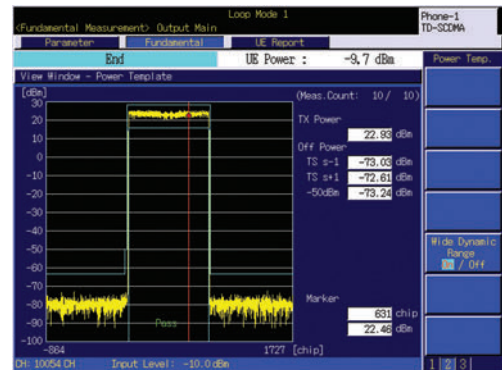 Loop Mode 1
<Fundamental Measurement> Output Main
Phone-1
TD-SCDMA
Parameter Fundamental UE Report
End UE Power : -9.7 dBm Power Temp.
View Window - Power Template
[dBm] (Meas.Count: 10/ 10)
30
20 TX Power
22.93 dBm
10 Off Power
0 TS s-1 -73.03 dBm
TS s+1 -72.61 dBm
-10 -50dBm -73.24 dBm
-20
-30
-40
-50 Wide Dynamic
Range
On / Off
-60
-70
-80 Marker
631 chip
-90 Pass 22.46 dBm
-100
-864 1727 [chip]
CH: 10054 CH Input Level: -10.0 dBm 1 2 3